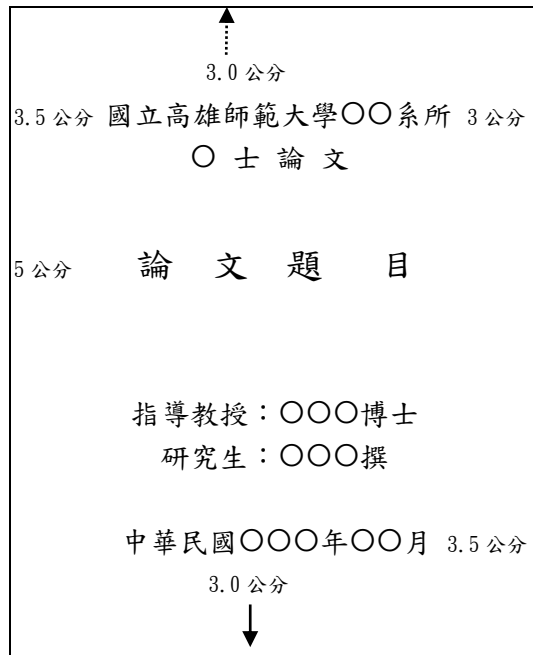 3.0 公分
3.5 公分 國立高雄師範大學〇〇系所 3 公分
〇 士 論 文
5 公分 論 文 題 目
指導教授：〇〇〇博士
研究生：〇〇〇撰
中華民國〇〇〇年〇〇月 3.5 公分
3.0 公分